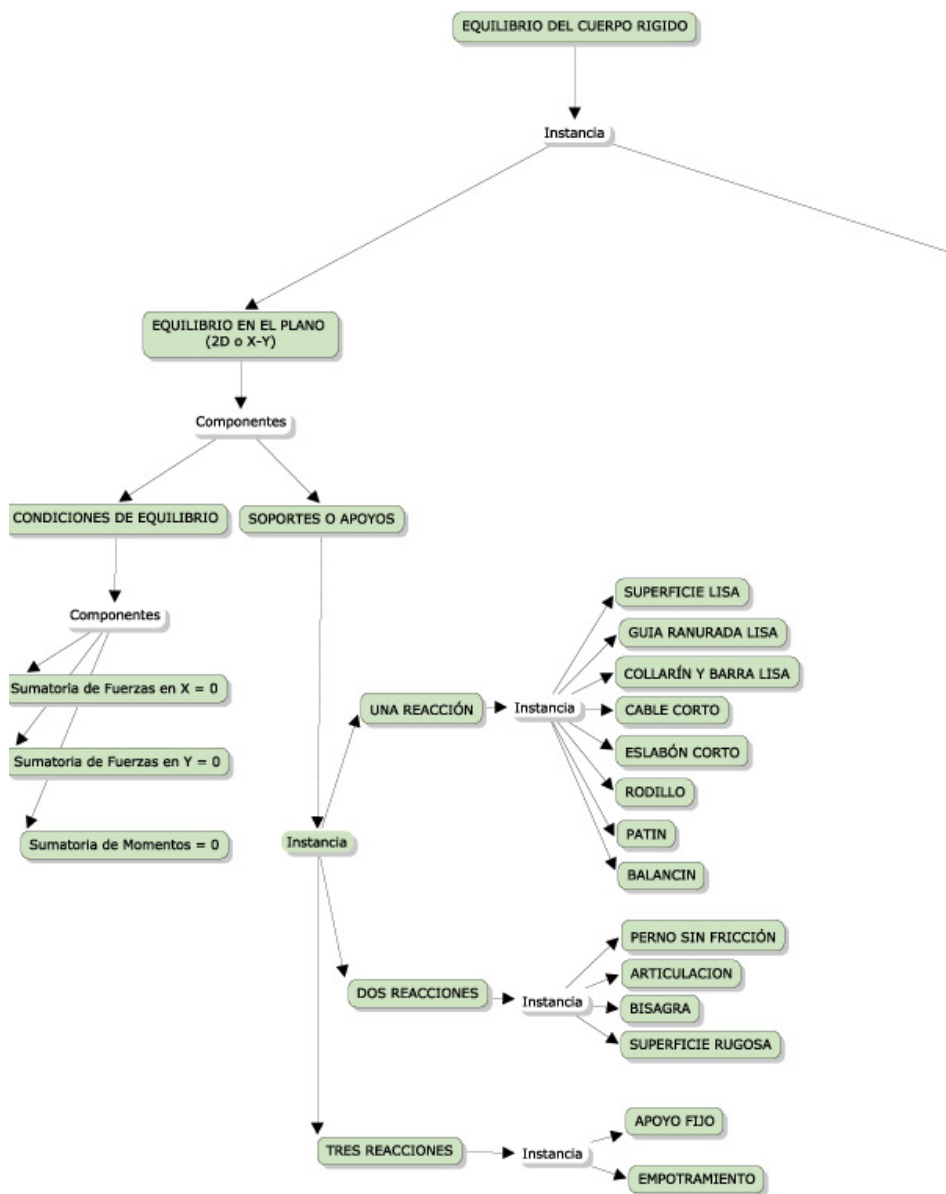 EQUILIBRIO DEL CUERPO RIGIDO
Instancia
EQUILIBRIO EN EL PLANO
(2D o X-Y)
Componentes
CONDICIONES DE EQUILIBRIO
SOPORTES O APOYOS
Componentes
Sumatoria de Fuerzas en X = 0
Sumatoria de Fuerzas en Y = 0
Sumatoria de Momentos = 0
Instancia
UNA REACCIÓN
Instancia
SUPERFICIE LISA
GUIA RANURADA LISA
COLLARÍN Y BARRA LISA
CABLE CORTO
ESLABÓN CORTO
RODILLO
PATIN
BALANCIN
DOS REACCIONES
Instancia
PERNO SIN FRICCIÓN
ARTICULACION
BISAGRA
SUPERFICIE RUGOSA
TRES REACCIONES
Instancia
APOYO FIJO
EMPOTRAMIENTO